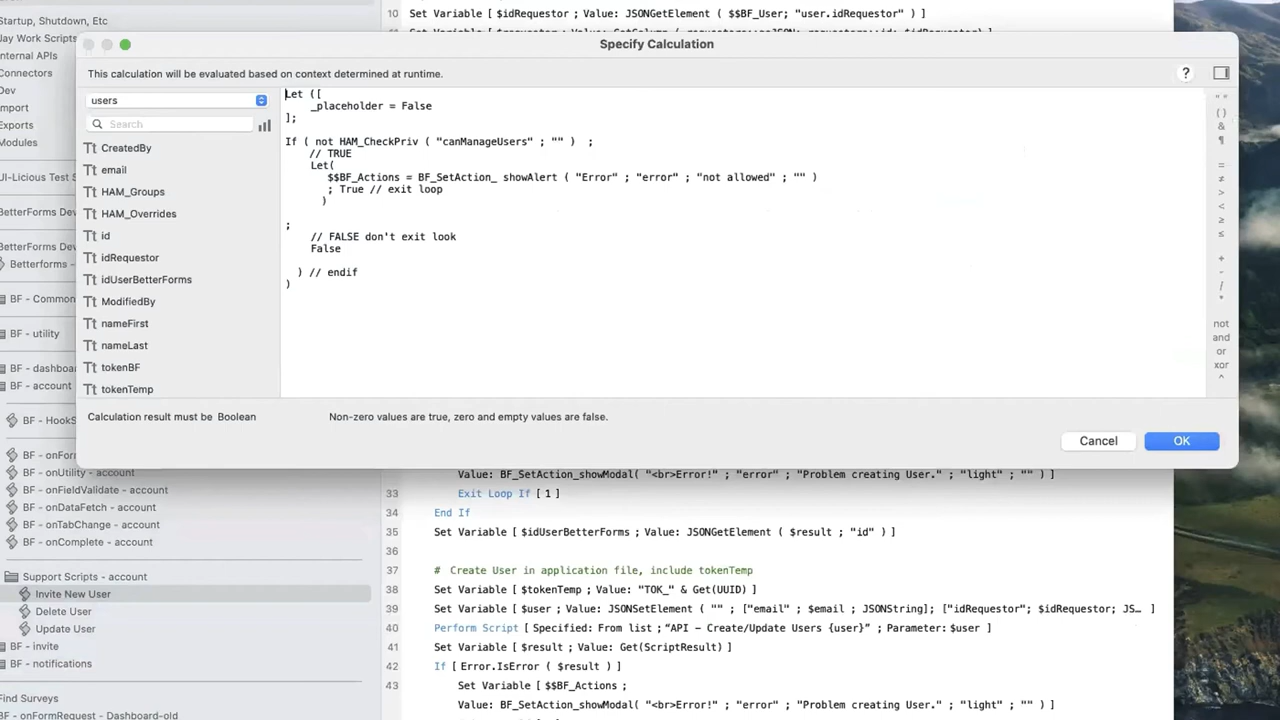 10 Set Variable [ $idRequestor ; Value: JSONGetElement ( $$BF_User; "user.idRequestor" ) ]
Startup, Shutdown, Etc
Jay Work Scripts
Internal APIs
Connectors
Dev
Import
Exports
Modules
UI-Licious Test S
BetterForms Dev
BetterForms Dev
Betterforms -
BF - Common
BF - utility
BF - dashboa
BF - account
BF - HookS
BF - onForm
BF - onUtility - account
BF - onFieldValidate - account
BF - onDataFetch - account
BF - onTabChange - account
BF - onComplete - account
Support Scripts - account
Invite New User
Delete User
Update User
BF - invite
BF - notifications
Find Surveys
BF - onFormRequest - Dashboard-old
Specify Calculation
This calculation will be evaluated based on context determined at runtime.
?
users
Search
CreatedBy
email
HAM_Groups
HAM_Overrides
id
idRequestor
idUserBetterForms
ModifiedBy
nameFirst
nameLast
tokenBF
tokenTemp
Let ([
_placeholder = False
];
If ( not HAM_CheckPriv ( "canManageUsers" ; "" ) ;
// TRUE
Let(
$$BF_Actions = BF_SetAction_ showAlert ( "Error" ; "error" ; "not allowed" ; "" )
; True // exit loop
)
;
// FALSE don't exit look
False
) // endif
)
" "
( )
&
¶
=
≠
>
<
≥
≤
+
-
/
*
not
and
or
xor
^
Calculation result must be Boolean
Non-zero values are true, zero and empty values are false.
Cancel
OK
Value: BF_SetAction_showModal( "<br>Error!" ; "error" ; "Problem creating User." ; "light" ; "" ) ]
33 Exit Loop If [ 1 ]
34 End If
35 Set Variable [ $idUserBetterForms ; Value: JSONGetElement ( $result ; "id" ) ]
36
37 # Create User in application file, include tokenTemp
38 Set Variable [ $tokenTemp ; Value: "TOK_" & Get(UUID) ]
39 Set Variable [ $user ; Value: JSONSetElement ( "" ; ["email" ; $email ; JSONString]; ["idRequestor"; $idRequestor; JS… ]
40 Perform Script [ Specified: From list ; “API - Create/Update Users {user}” ; Parameter: $user ]
41 Set Variable [ $result ; Value: Get(ScriptResult) ]
42 If [ Error.IsError ( $result ) ]
43 Set Variable [ $$BF_Actions ;
Value: BF_SetAction_showModal( "<br>Error!" ; "error" ; "Problem creating User." ; "light" ; "" ) ]